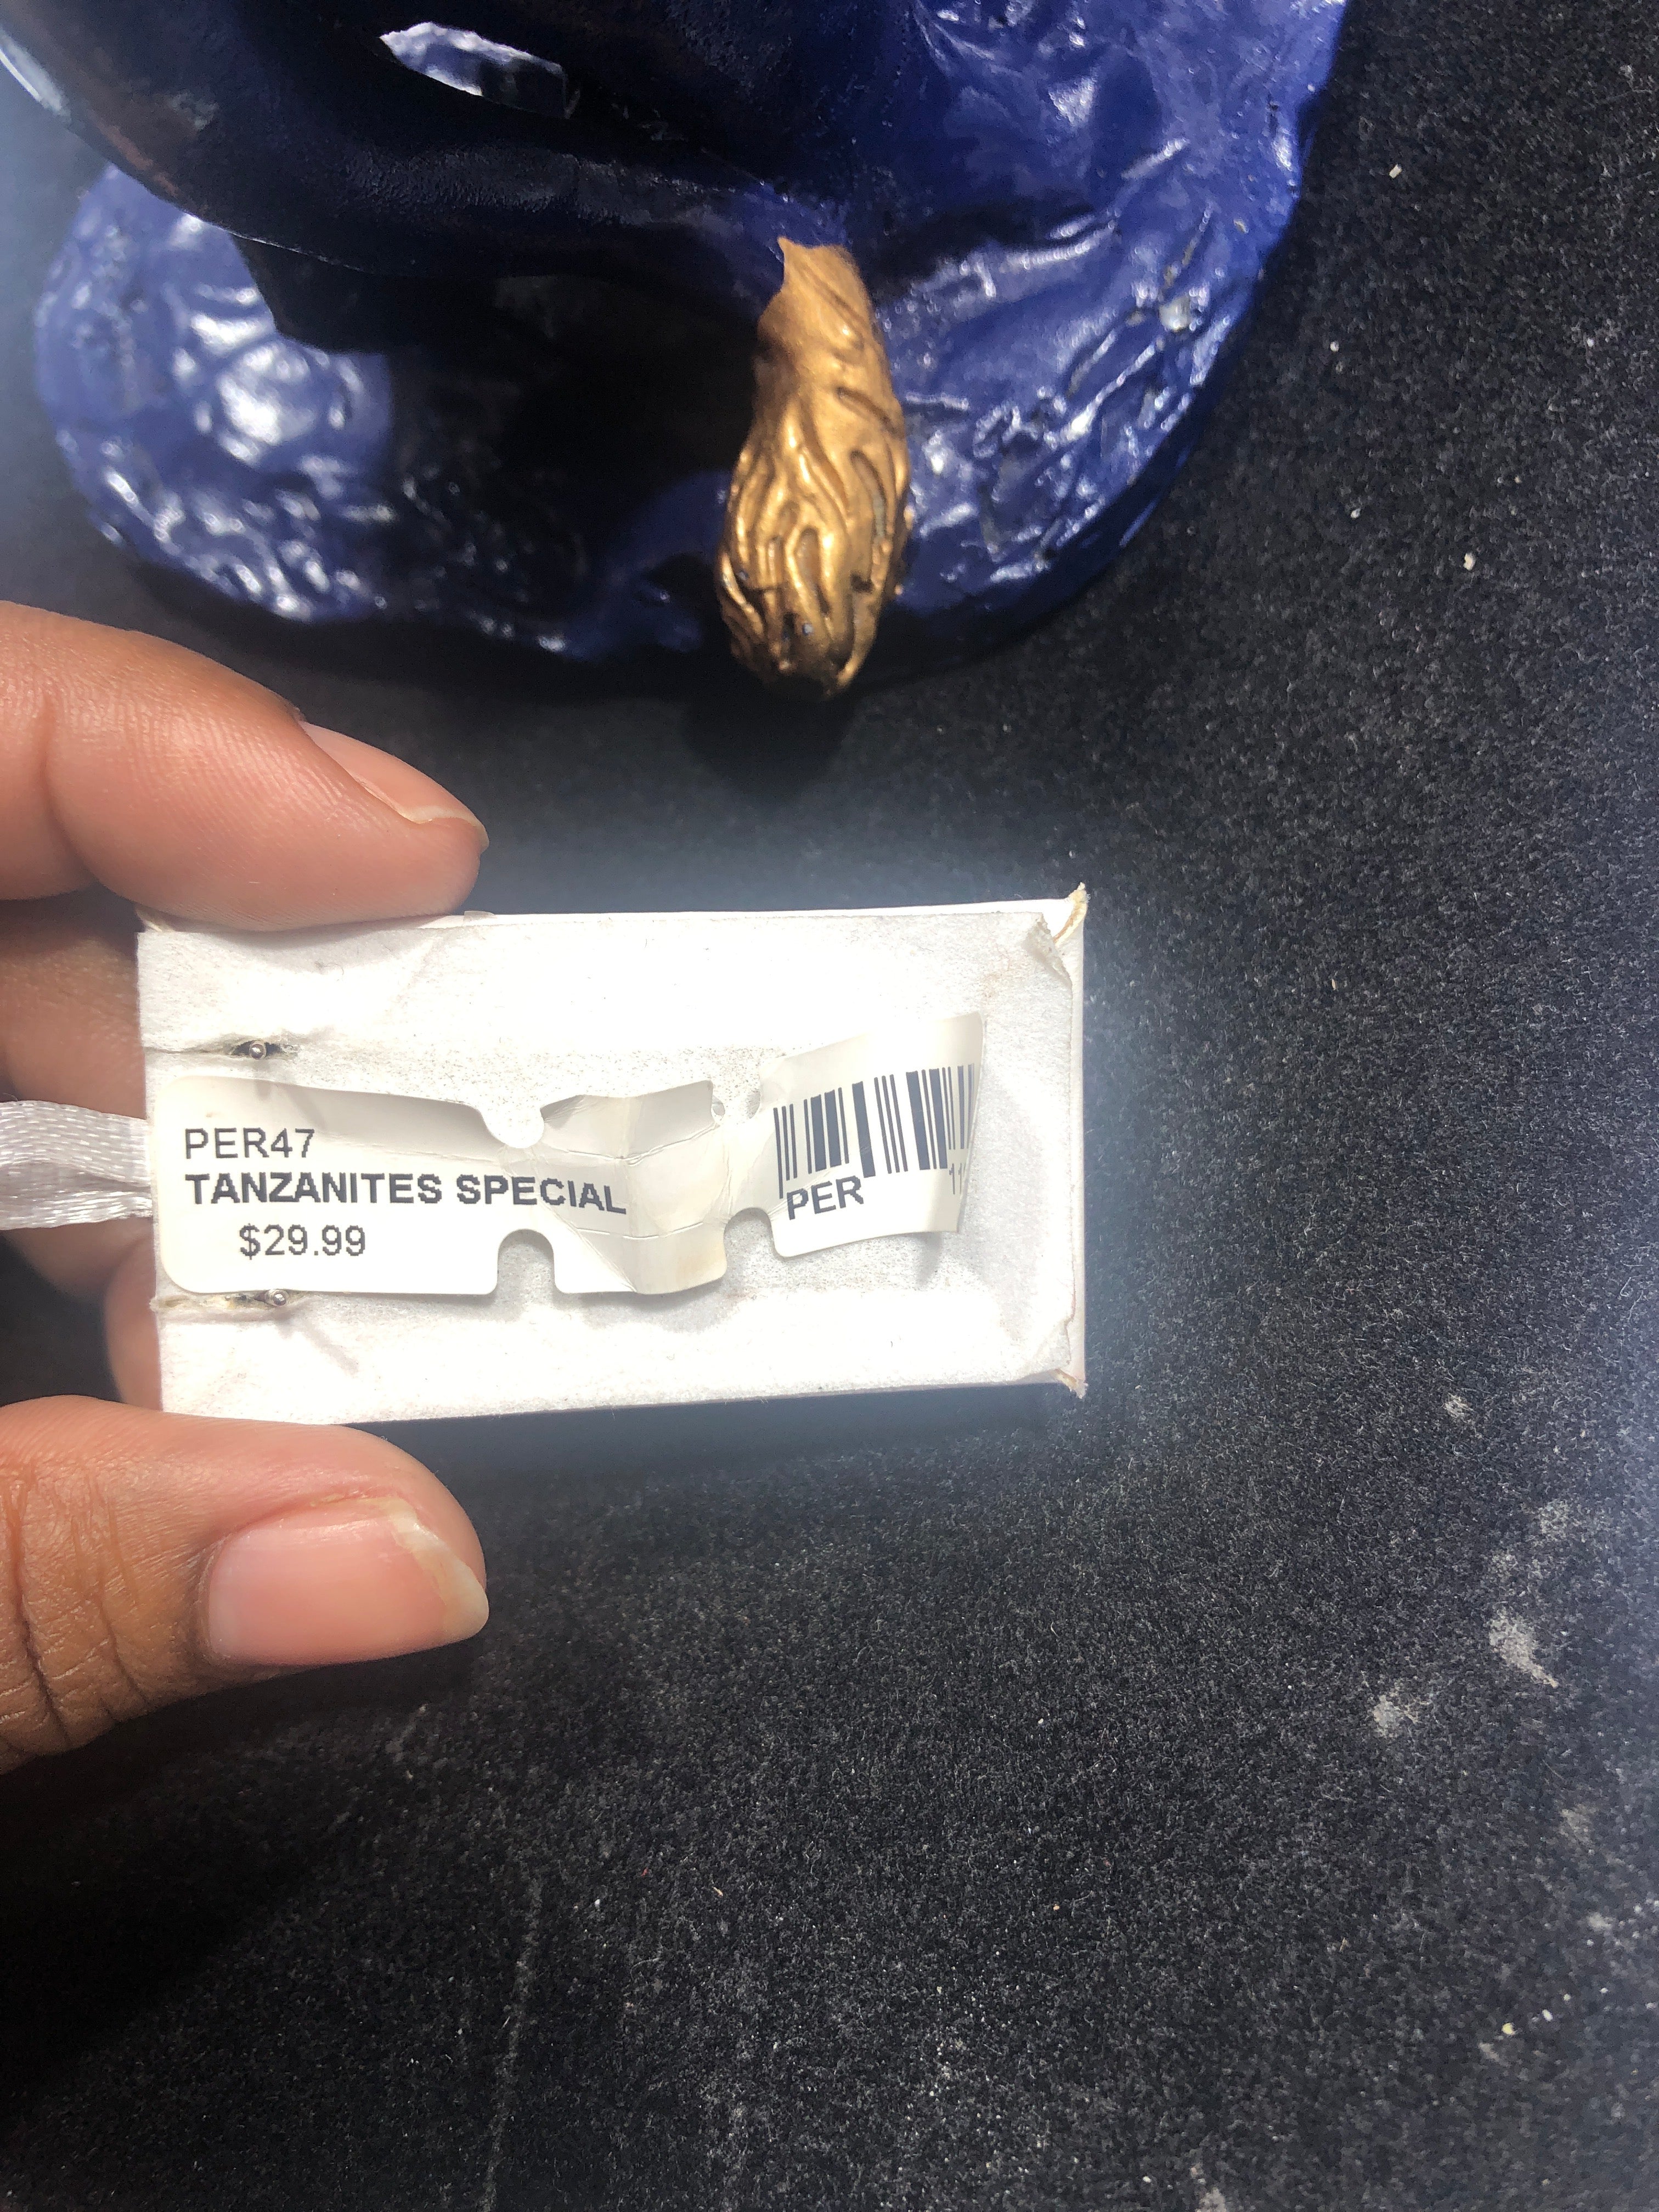 PER47
TANZANITES SPECIAL
$29.99
PER